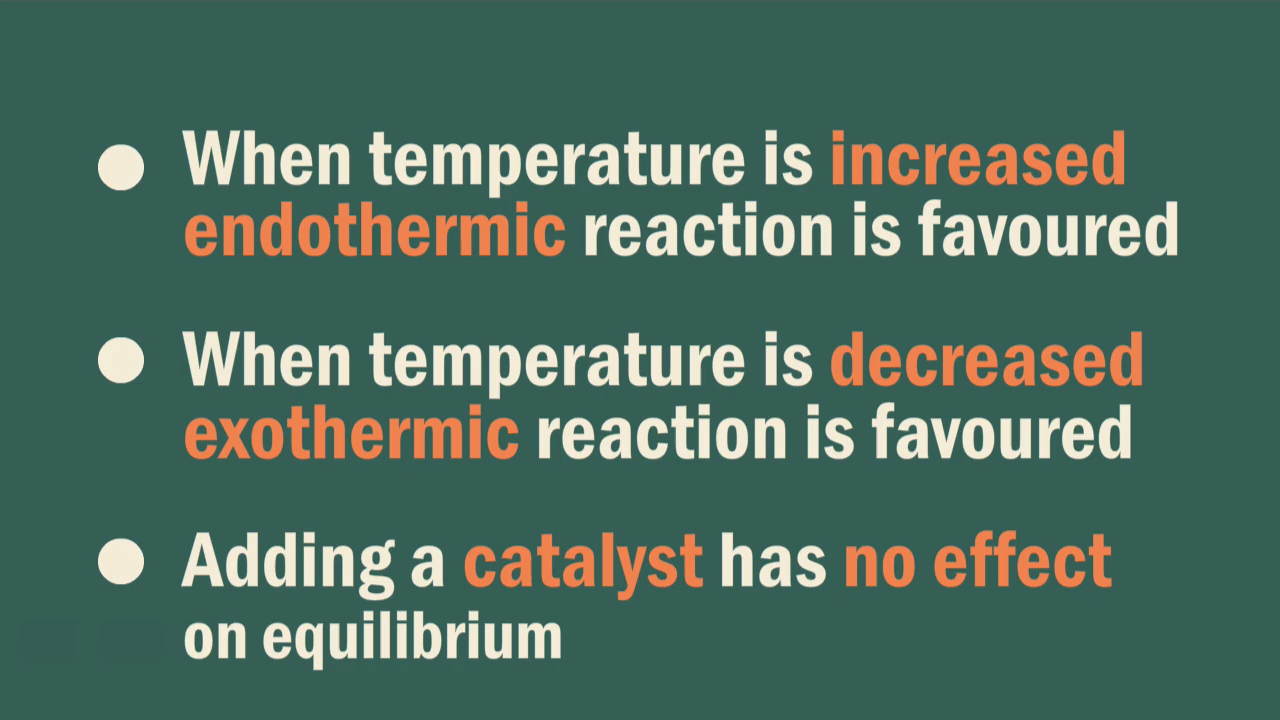 When temperature is increased
endothermic reaction is favoured
When temperature is decreased
exothermic reaction is favoured
Adding a catalyst has no effect
on equilibrium